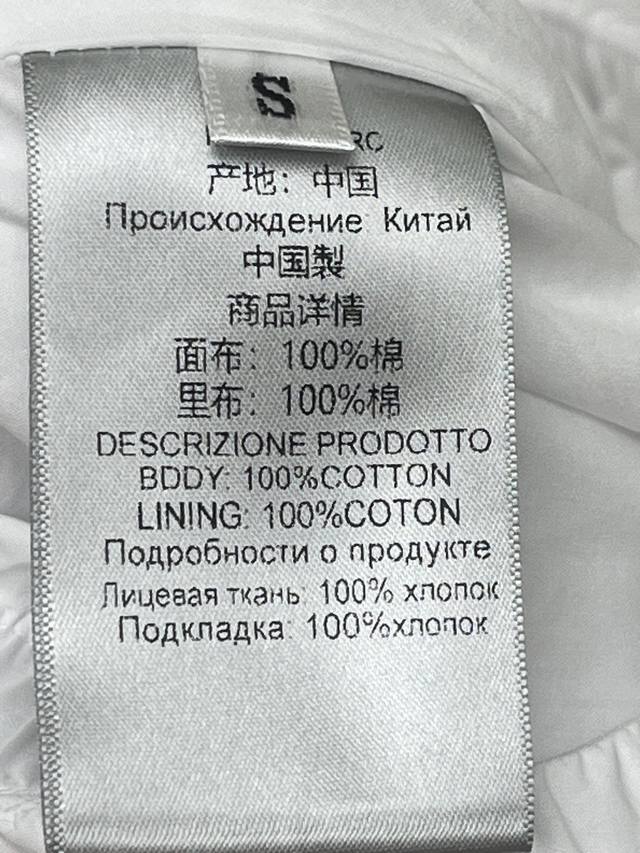 S
产地：中国
Происхождение: Китай
中国製
商品详情
面布：100%棉
里布：100%棉
DESCRIZIONE PRODOTTO
BDDY: 100%COTTON
LINING: 100%COTON
Подробности о продукте
Лицевая ткань: 100% хлопок
Подкладка: 100%хлопок